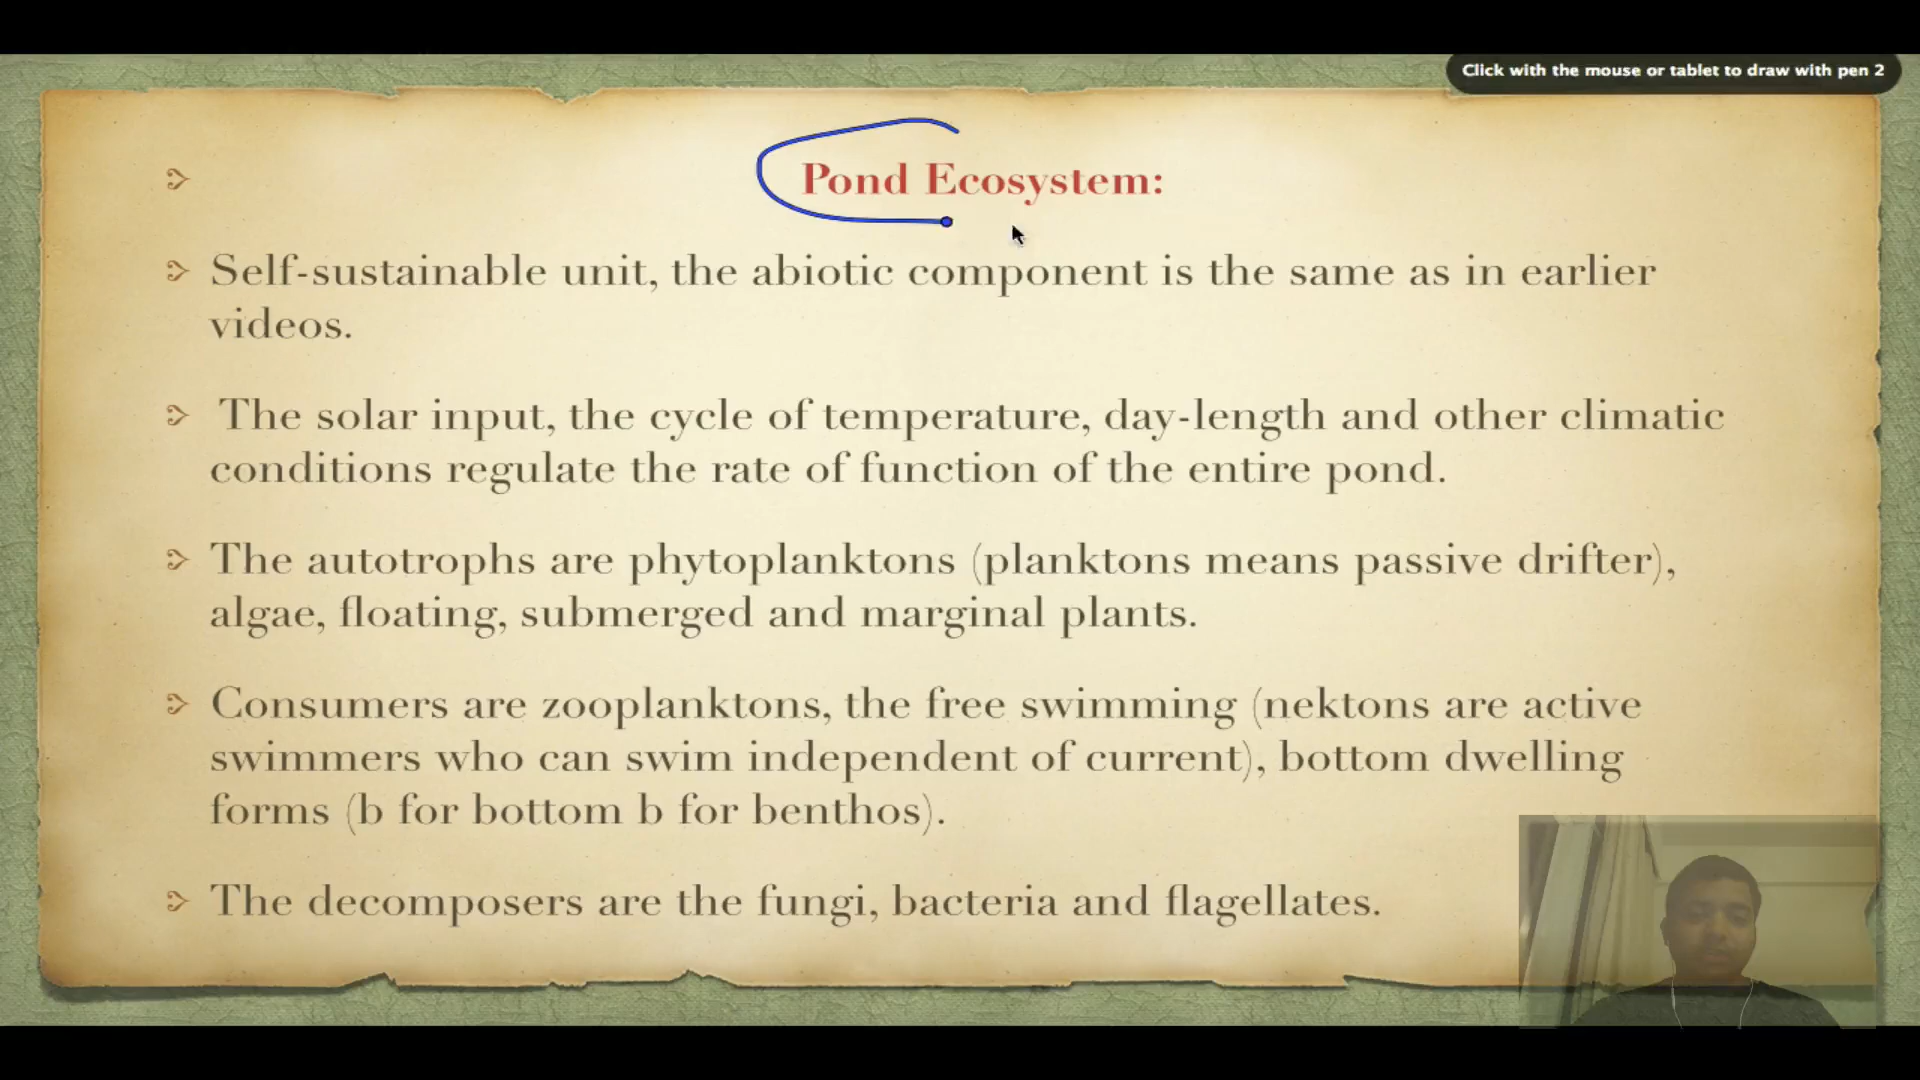 Click with the mouse or tablet to draw with pen 2
Pond Ecosystem:
Self-sustainable unit, the abiotic component is the same as in earlier
videos.
The solar input, the cycle of temperature, day-length and other climatic
conditions regulate the rate of function of the entire pond.
The autotrophs are phytoplanktons (planktons means passive drifter),
algae, floating, submerged and marginal plants.
Consumers are zooplanktons, the free swimming (nektons are active
swimmers who can swim independent of current), bottom dwelling
forms (b for bottom b for benthos).
The decomposers are the fungi, bacteria and flagellates.